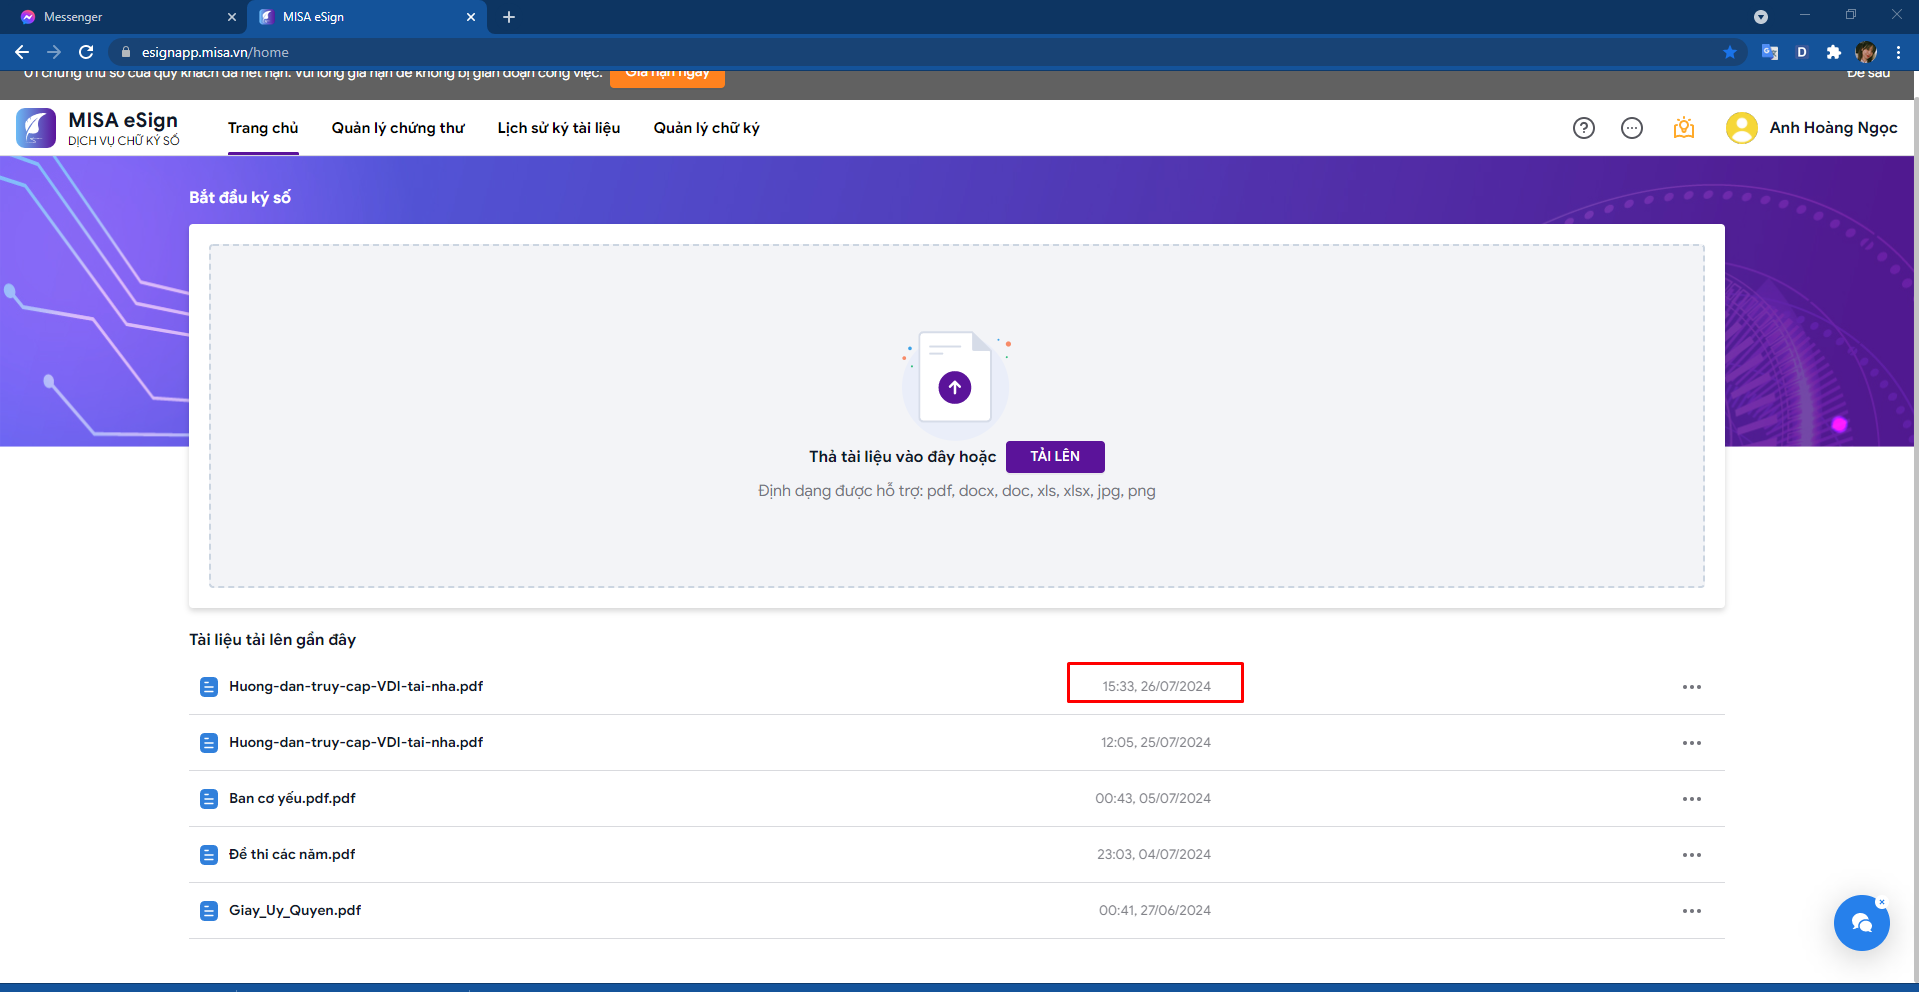 Messenger
MISA eSign
esignapp.misa.vn/home
01 chứng thư số của quý khách đã hết hạn. Vui lòng gia hạn để không bị gián đoạn công việc.
Gia hạn ngay
Để sau
MISA eSign
DỊCH VỤ CHỮ KÝ SỐ
Trang chủ
Quản lý chứng thư
Lịch sử ký tài liệu
Quản lý chữ ký
Anh Hoàng Ngọc
Bắt đầu ký số
Thả tài liệu vào đây hoặc
TẢI LÊN
Định dạng được hỗ trợ: pdf, docx, doc, xls, xlsx, jpg, png
Tài liệu tải lên gần đây
Huong-dan-truy-cap-VDI-tai-nha.pdf 15:33, 26/07/2024
Huong-dan-truy-cap-VDI-tai-nha.pdf 12:05, 25/07/2024
Ban cơ yếu.pdf.pdf 00:43, 05/07/2024
Đề thi các năm.pdf 23:03, 04/07/2024
Giay_Uy_Quyen.pdf 00:41, 27/06/2024